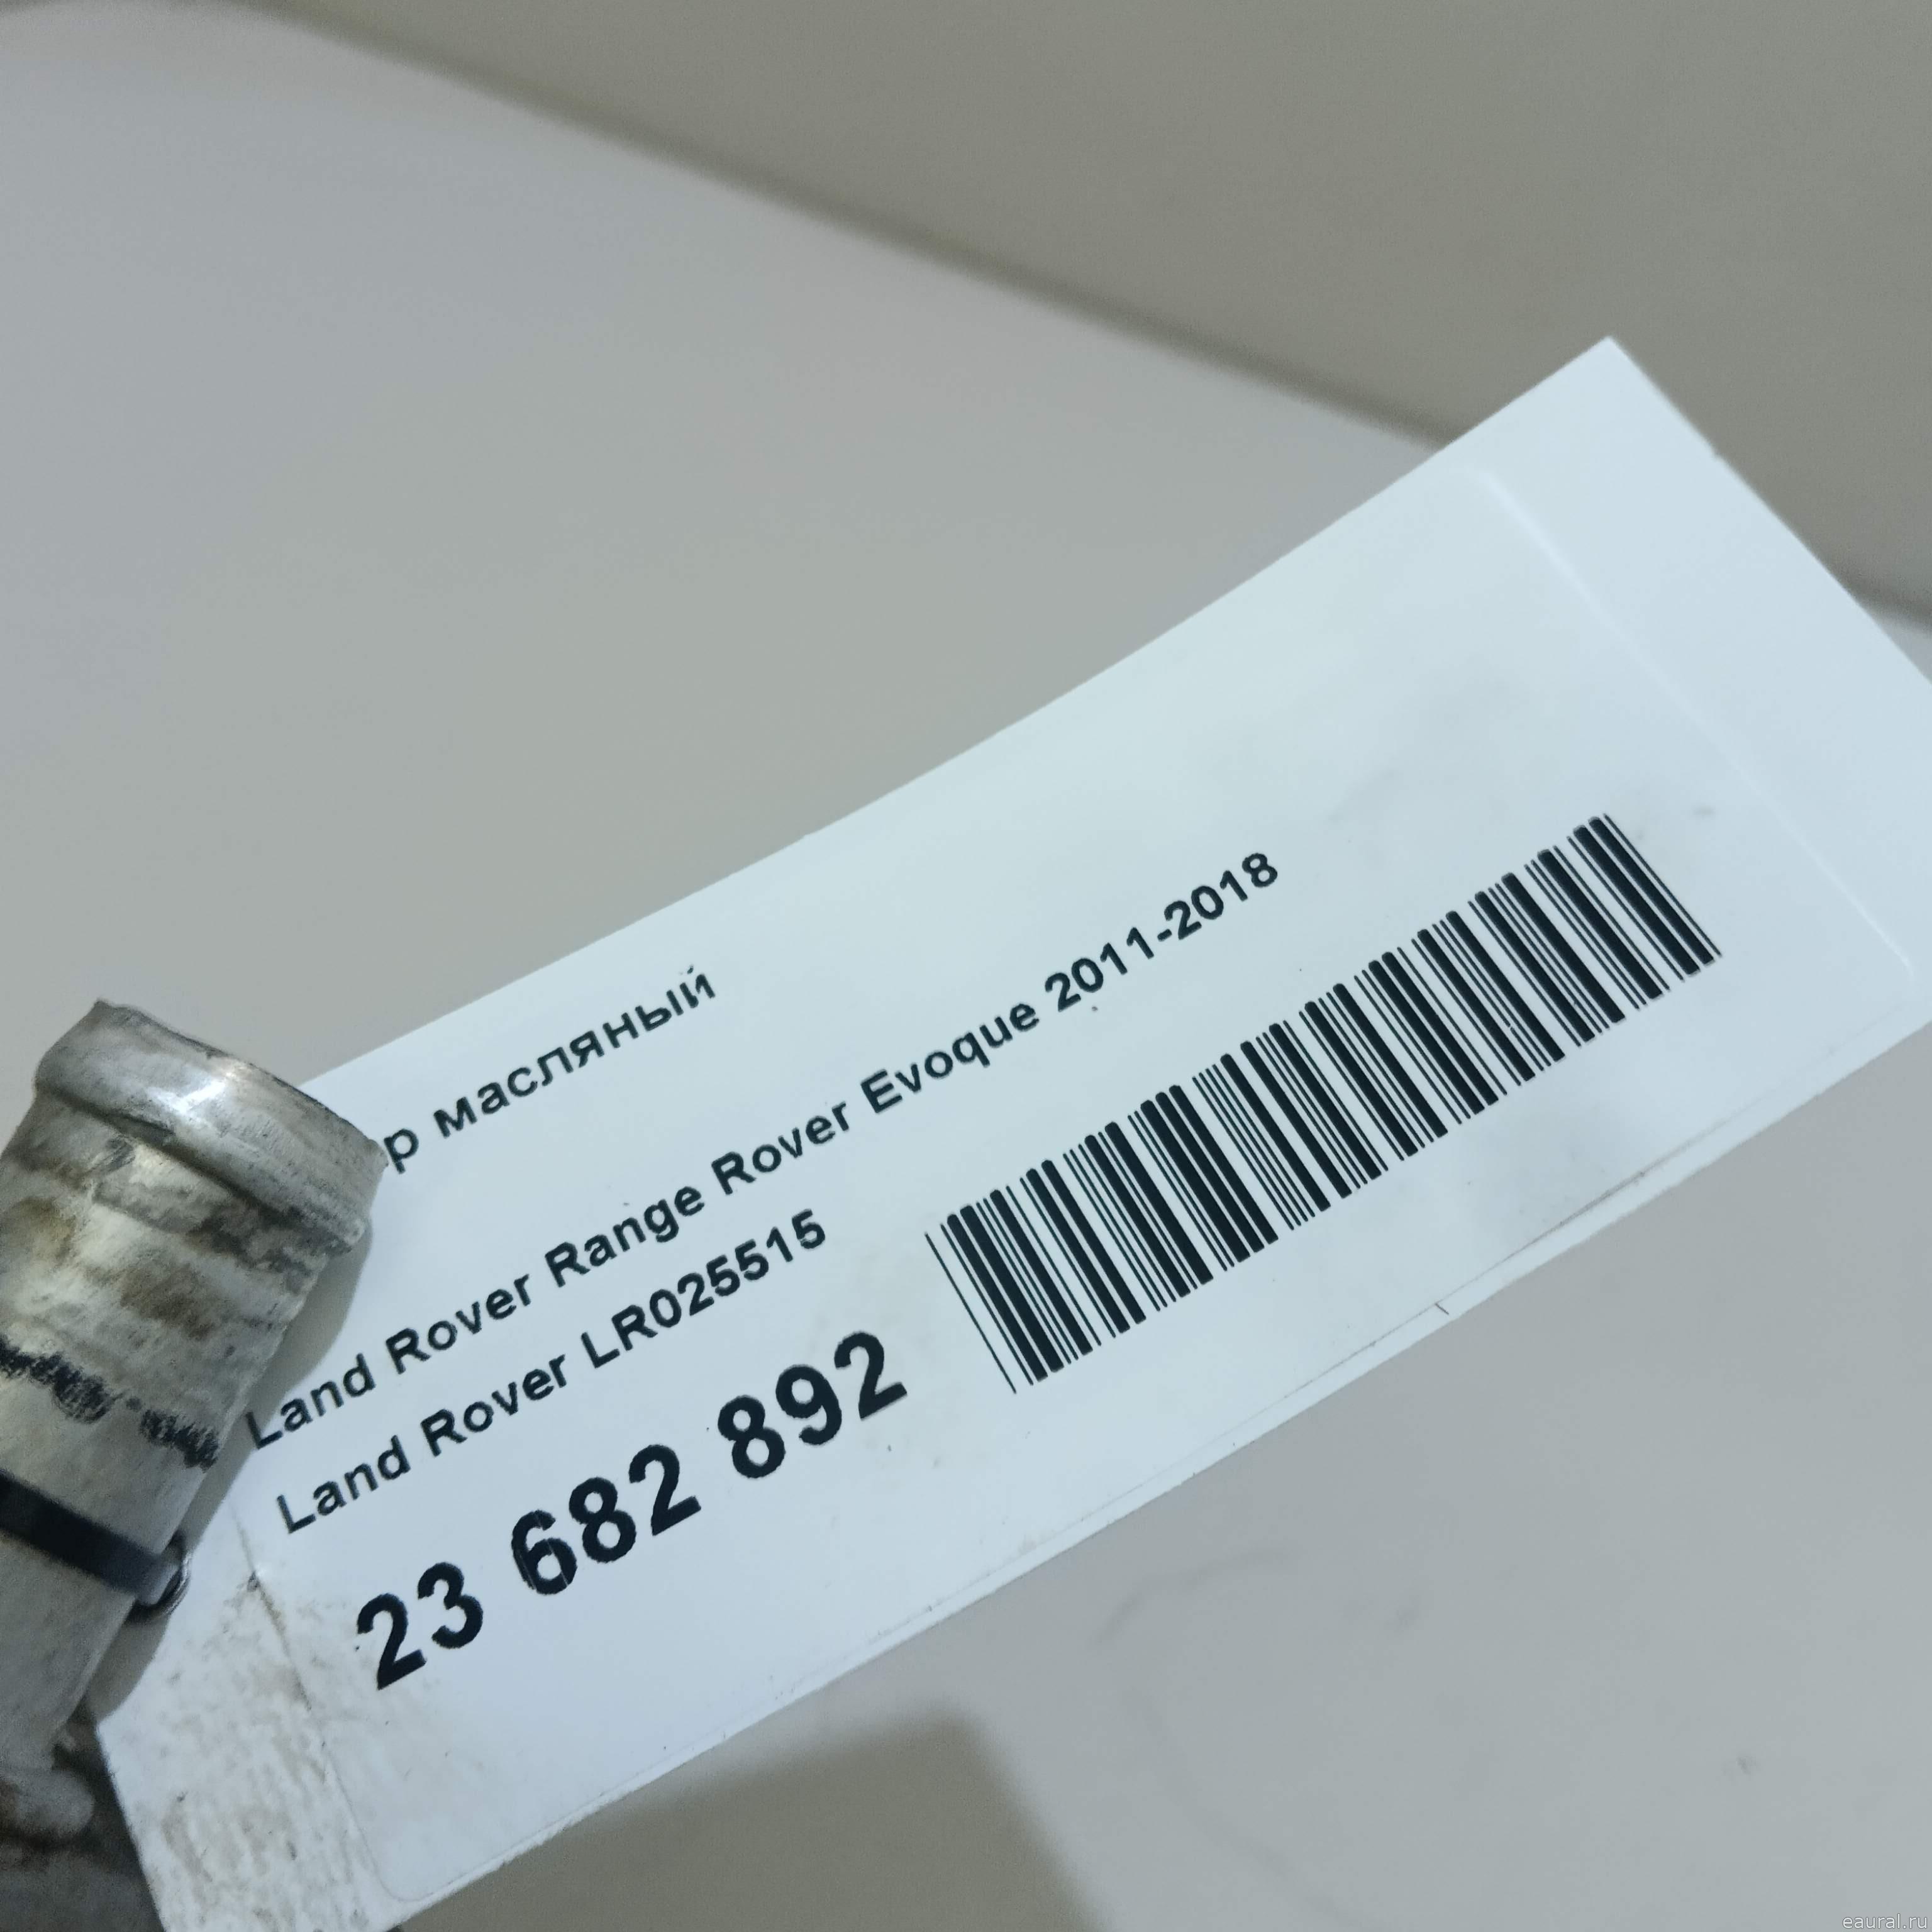 р масляный
Land Rover Range Rover Evoque 2011-2018
Land Rover LR025515
23 682 892
eaural.ru